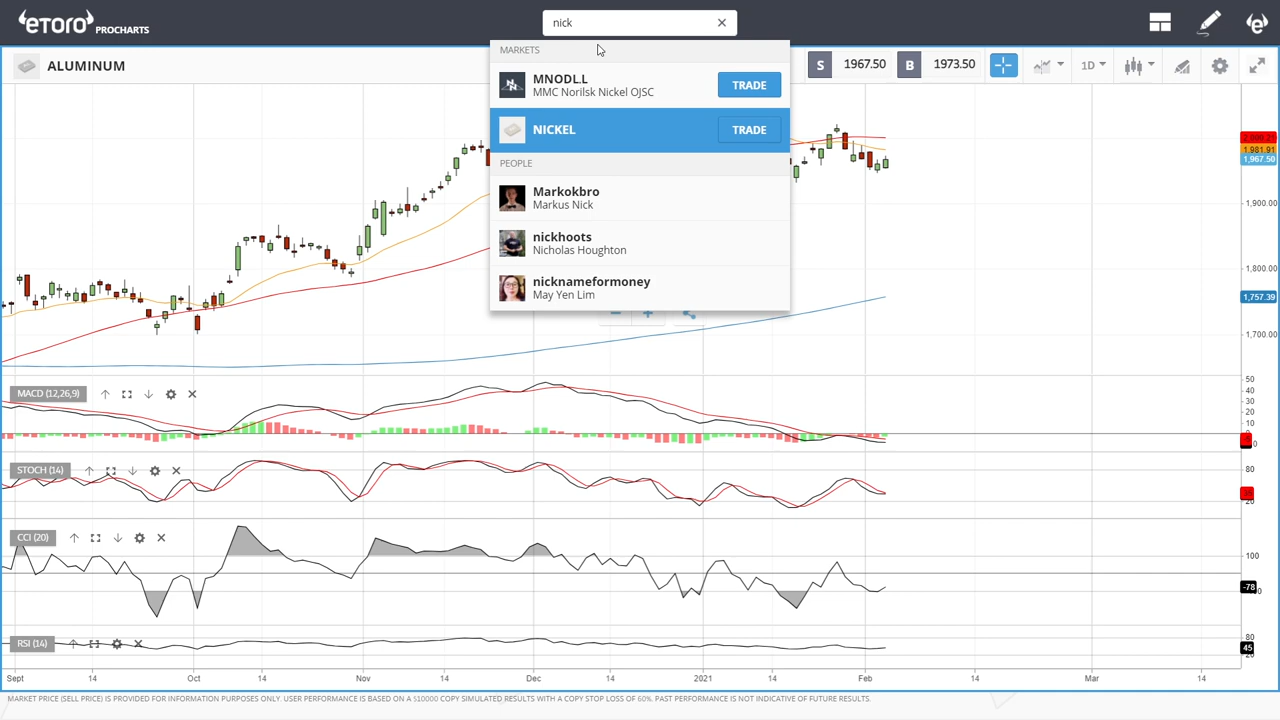 eToro PROCHARTS
nick
MARKETS
ALUMINUM
S 1967.50 B 1973.50 1D
MNODL.L
MMC Norilsk Nickel OJSC
TRADE
NICKEL
TRADE
PEOPLE
Markokbro
Markus Nick
nickhoots
Nicholas Houghton
nicknameformoney
May Yen Lim
1,981.91
1,967.50
1,900.00
1,800.00
1,757.39
1,700.00
MACD (12,26,9)
50
40
30
20
10
STOCH (14)
80
20
CCI (20)
100
-78
RSI (14)
80
45
Sept 14 Oct 14 Nov 14 Dec 14 2021 14 Feb 14 Mar 14
MARKET PRICE (SELL PRICE) IS PROVIDED FOR INFORMATION PURPOSES ONLY. USER PERFORMANCE IS BASED ON A $10000 COPY SIMULATED RESULTS WITH A COPY STOP LOSS OF 60%. PAST PERFORMANCE IS NOT INDICATIVE OF FUTURE RESULTS.